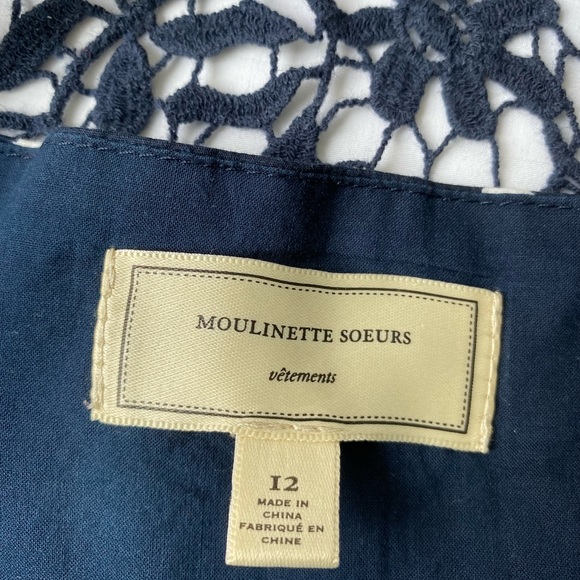 MOULINETTE SOEURS
vêtements
12
MADE IN
CHINA
FABRIQUÉ EN
CHINE